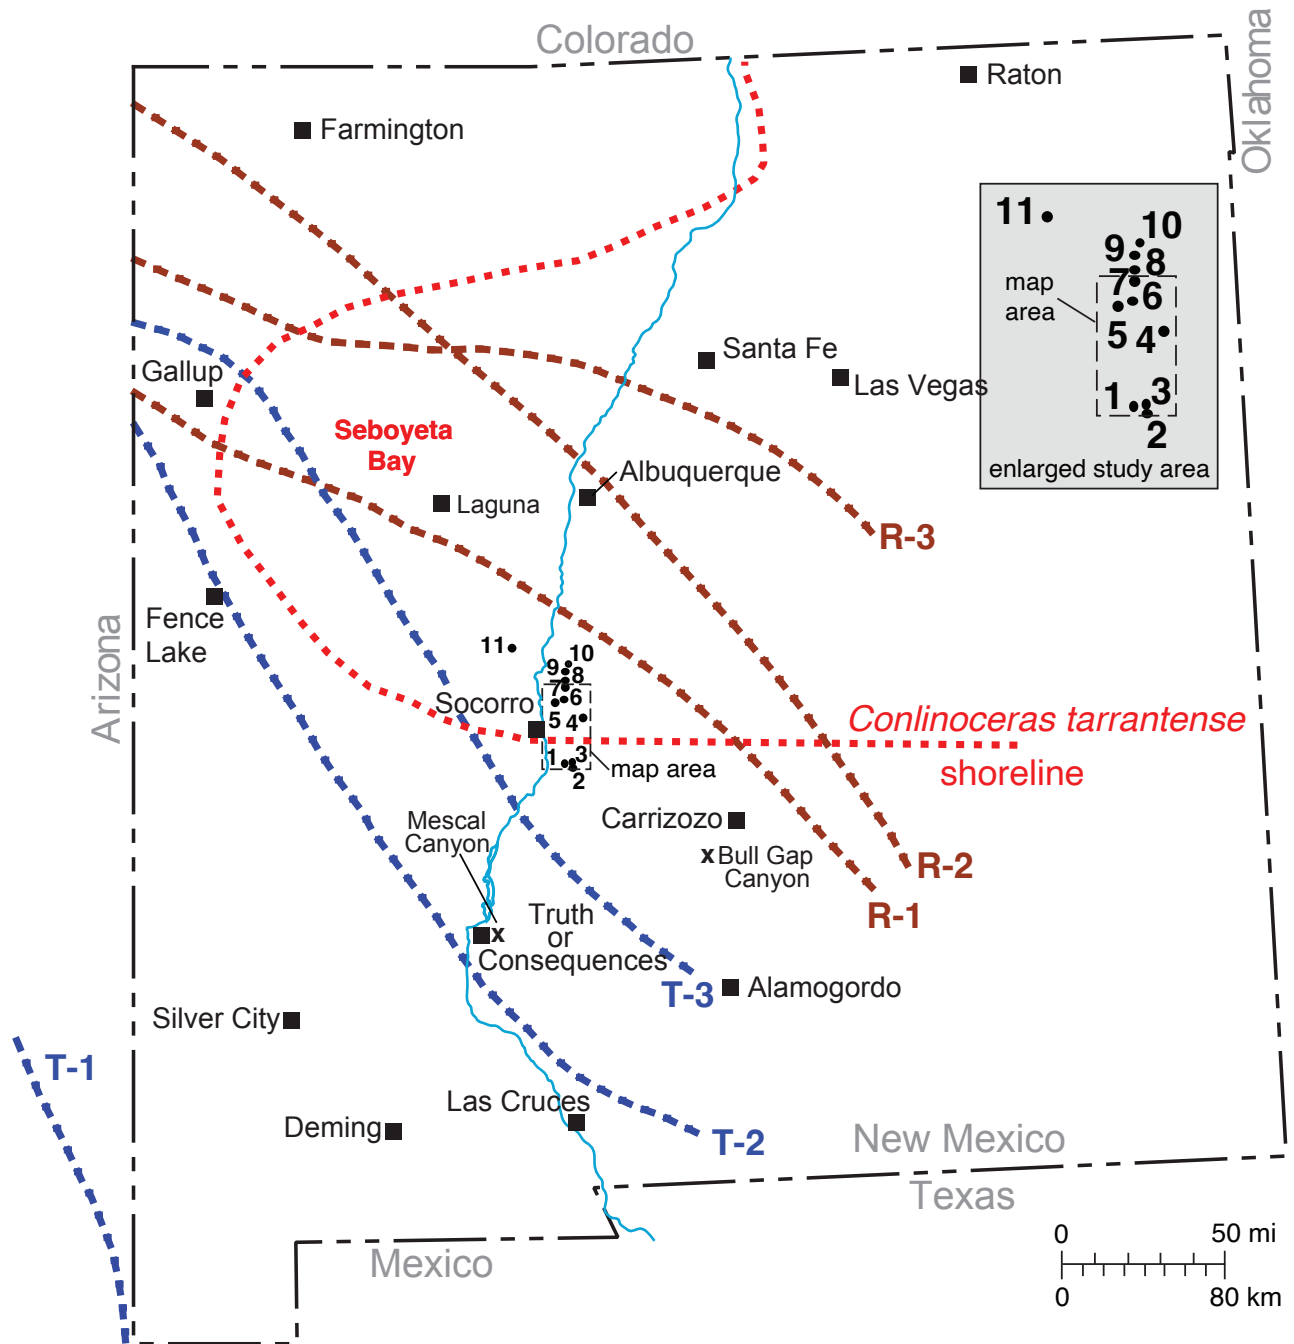 Colorado
Oklahoma
Raton
Farmington
11
10
9
8
7
6
map
area
5
4
1
3
2
enlarged study area
Santa Fe
Las Vegas
Gallup
Seboyeta
Bay
Albuquerque
Laguna
R-3
Fence
Lake
Arizona
11
10
9
8
7
6
Socorro
5
4
Conlinoceras tarrantense
shoreline
1
3
2
map area
Mescal
Canyon
Carrizozo
x Bull Gap
Canyon
R-2
R-1
Truth
or
Consequences
x
T-3
Alamogordo
Silver City
T-1
Las Cruces
Deming
T-2
New Mexico
Texas
Mexico
0
50 mi
0
80 km